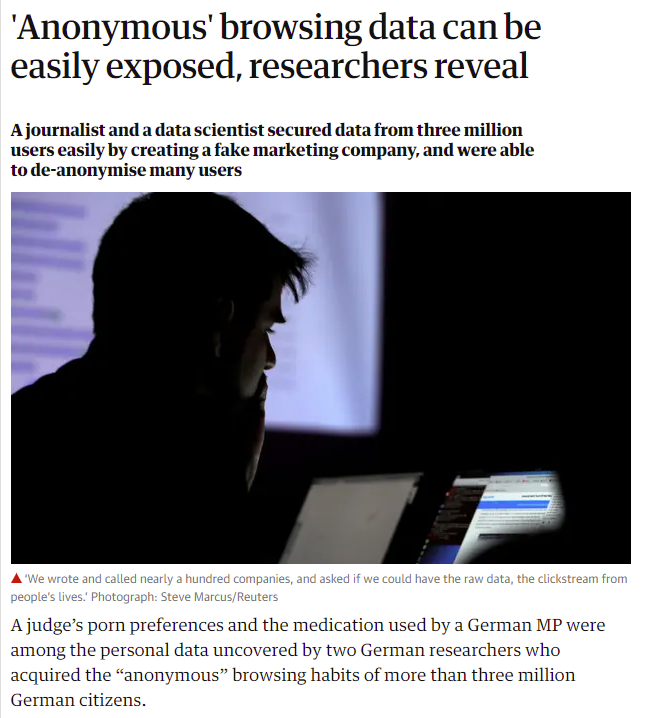 'Anonymous' browsing data can be
easily exposed, researchers reveal
A journalist and a data scientist secured data from three million
users easily by creating a fake marketing company, and were able
to de-anonymise many users
'We wrote and called nearly a hundred companies, and asked if we could have the raw data, the clickstream from
people's lives.' Photograph: Steve Marcus/Reuters
A judge's porn preferences and the medication used by a German MP were
among the personal data uncovered by two German researchers who
acquired the “anonymous” browsing habits of more than three million
German citizens.